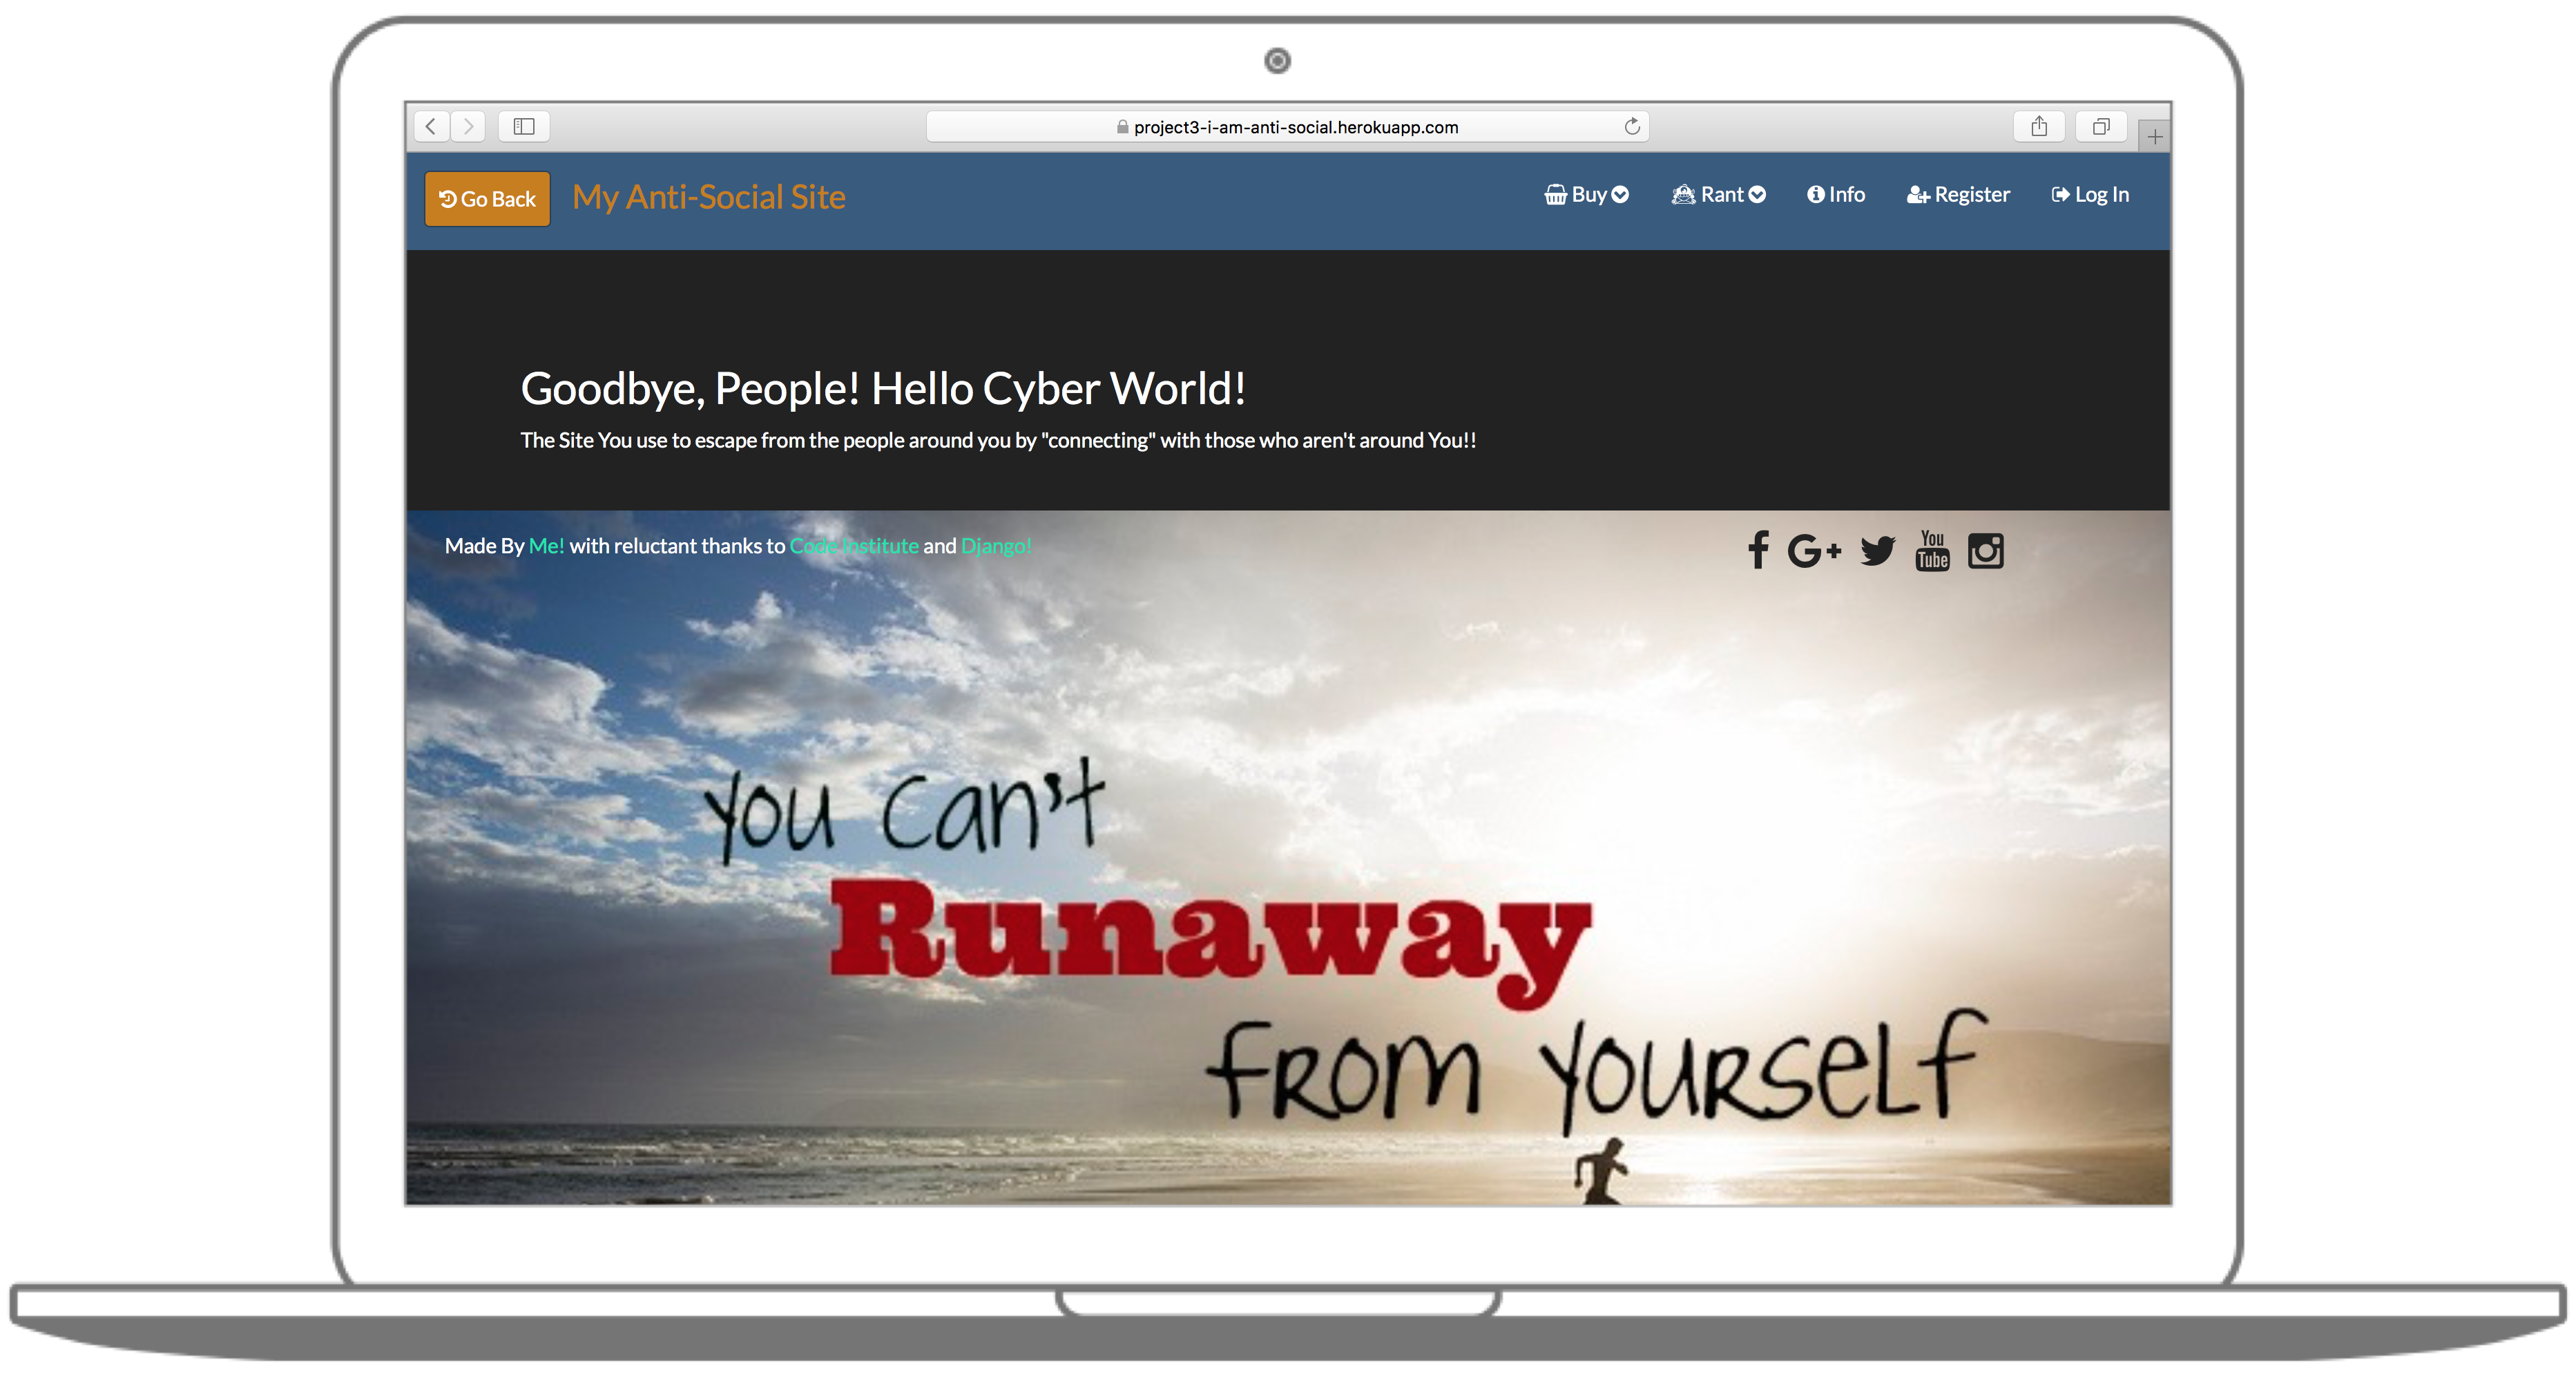 project3-i-am-anti-social.herokuapp.com
Go Back My Anti-Social Site Buy Rant Info Register Log In
Goodbye, People! Hello Cyber World!
The Site You use to escape from the people around you by "connecting" with those who aren't around You!!
Made By Me! with reluctant thanks to Code Institute and Django!
G+ You Tube
you can't
Runaway
from yourself